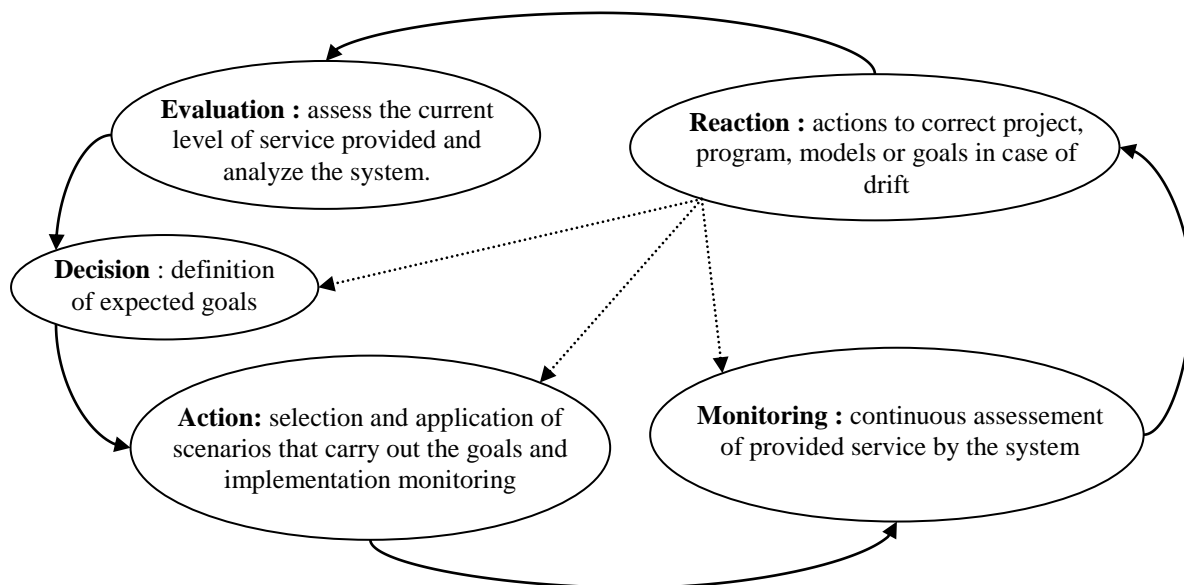 Evaluation : assess the current
level of service provided and
analyze the system.
Reaction : actions to correct project,
program, models or goals in case of
drift
Decision : definition
of expected goals
Action: selection and application of
scenarios that carry out the goals and
implementation monitoring
Monitoring : continuous assessement
of provided service by the system